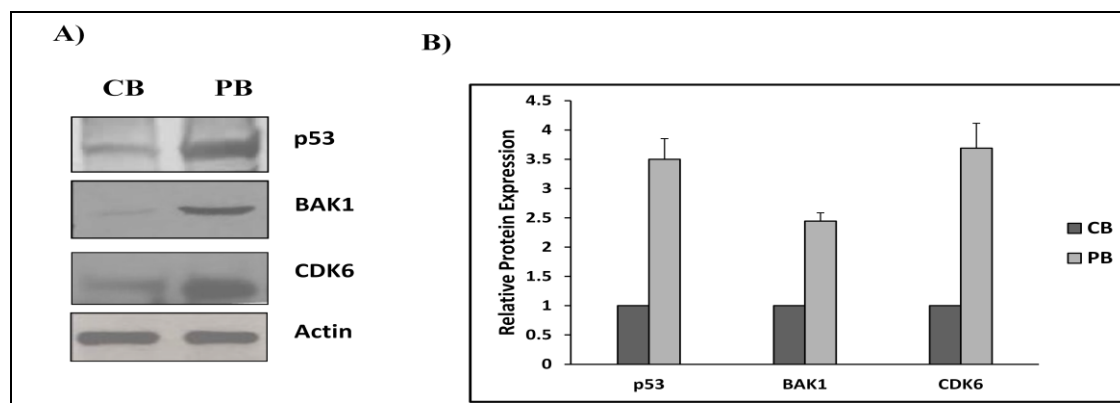 A)
CB PB
p53
BAK1
CDK6
Actin
B)
Relative Protein Expression
4.5
4
3.5
3
2.5
2
1.5
1
0.5
0
p53 BAK1 CDK6
CB
PB